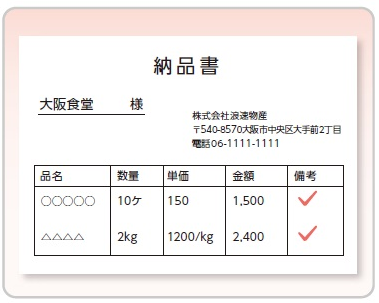 納品書
大阪食堂 様
株式会社浪速物産
〒540-8570大阪市中央区大手前2丁目
電話06-1111-1111
品名 数量 単価 金額 備考
○○○○○ 10ケ 150 1,500 ✓
△△△△ 2kg 1200/kg 2,400 ✓